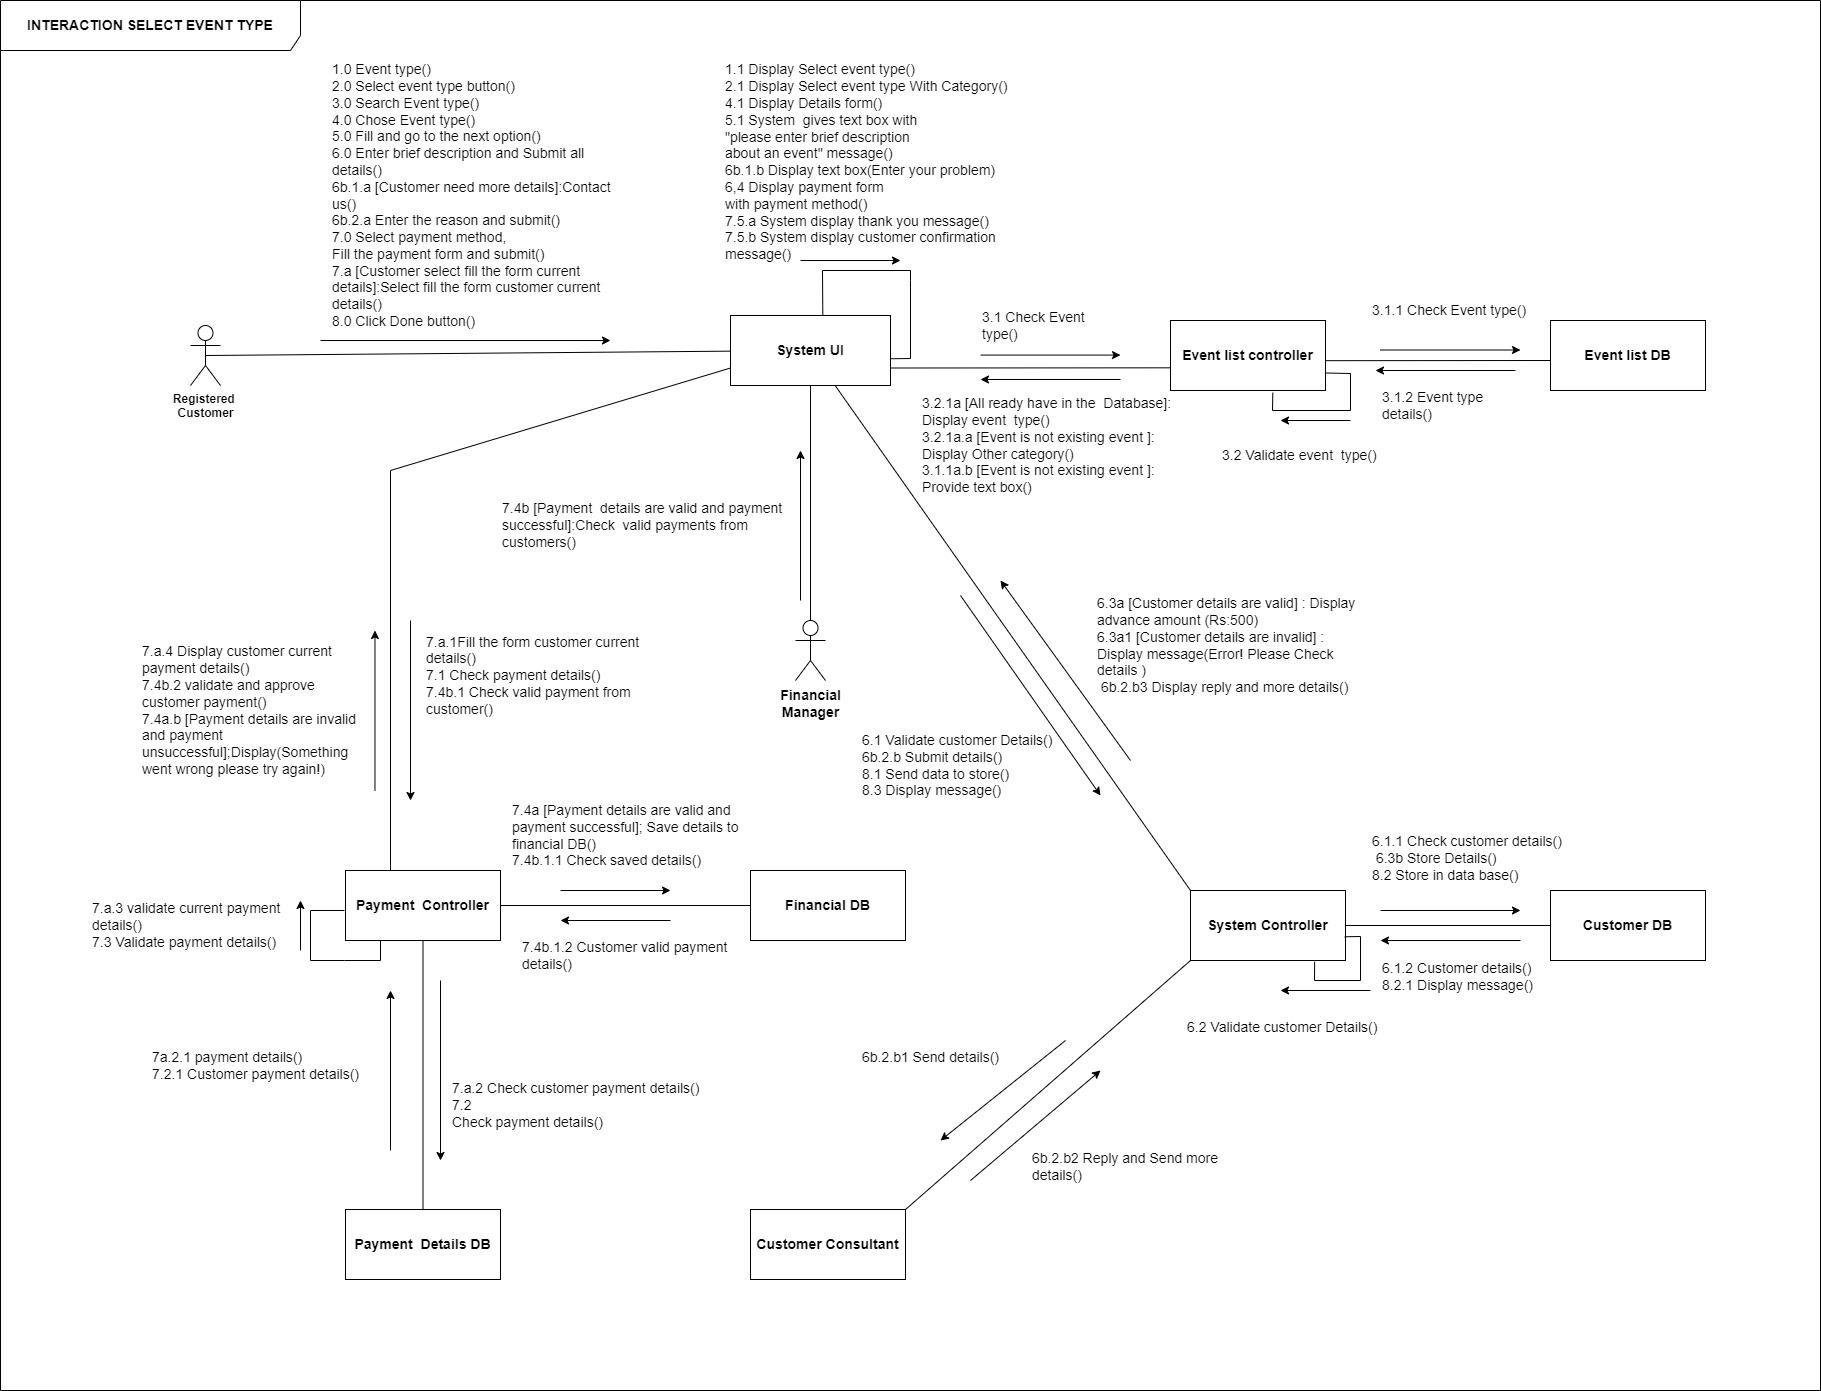 INTERACTION SELECT EVENT TYPE
1.0 Event type()
2.0 Select event type button()
3.0 Search Event type()
4.0 Chose Event type()
5.0 Fill and go to the next option()
6.0 Enter brief description and Submit all
details()
6b.1.a [Customer need more details]:Contact
us()
6b.2.a Enter the reason and submit()
7.0 Select payment method,
Fill the payment form and submit()
7.a [Customer select fill the form current
details]:Select fill the form customer current
details()
8.0 Click Done button()
1.1 Display Select event type()
2.1 Display Select event type With Category()
4.1 Display Details form()
5.1 System  gives text box with
"please enter brief description
about an event" message()
6b.1.b Display text box(Enter your problem)
6,4 Display payment form
with payment method()
7.5.a System display thank you message()
7.5.b System display customer confirmation
message()
Registered
Customer
System UI
3.1 Check Event
type()
Event list controller
3.1.1 Check Event type()
Event list DB
3.1.2 Event type
details()
3.2 Validate event  type()
3.2.1a [All ready have in the  Database]:
Display event  type()
3.2.1a.a [Event is not existing event ]:
Display Other category()
3.1.1a.b [Event is not existing event ]:
Provide text box()
7.4b [Payment  details are valid and payment
successful]:Check  valid payments from
customers()
Financial
Manager
6.3a [Customer details are valid] : Display
advance amount (Rs:500)
6.3a1 [Customer details are invalid] :
Display message(Error! Please Check
details )
6b.2.b3 Display reply and more details()
6.1 Validate customer Details()
6b.2.b Submit details()
8.1 Send data to store()
8.3 Display message()
7.a.4 Display customer current
payment details()
7.4b.2 validate and approve
customer payment()
7.4a.b [Payment details are invalid
and payment
unsuccessful];Display(Something
went wrong please try again!)
7.a.1Fill the form customer current
details()
7.1 Check payment details()
7.4b.1 Check valid payment from
customer()
7.4a [Payment details are valid and
payment successful]; Save details to
financial DB()
7.4b.1.1 Check saved details()
Payment  Controller
Financial DB
7.a.3 validate current payment
details()
7.3 Validate payment details()
7.4b.1.2 Customer valid payment
details()
System Controller
6.1.1 Check customer details()
6.3b Store Details()
8.2 Store in data base()
Customer DB
6.1.2 Customer details()
8.2.1 Display message()
6.2 Validate customer Details()
7a.2.1 payment details()
7.2.1 Customer payment details()
7.a.2 Check customer payment details()
7.2
Check payment details()
6b.2.b1 Send details()
6b.2.b2 Reply and Send more
details()
Payment  Details DB
Customer Consultant